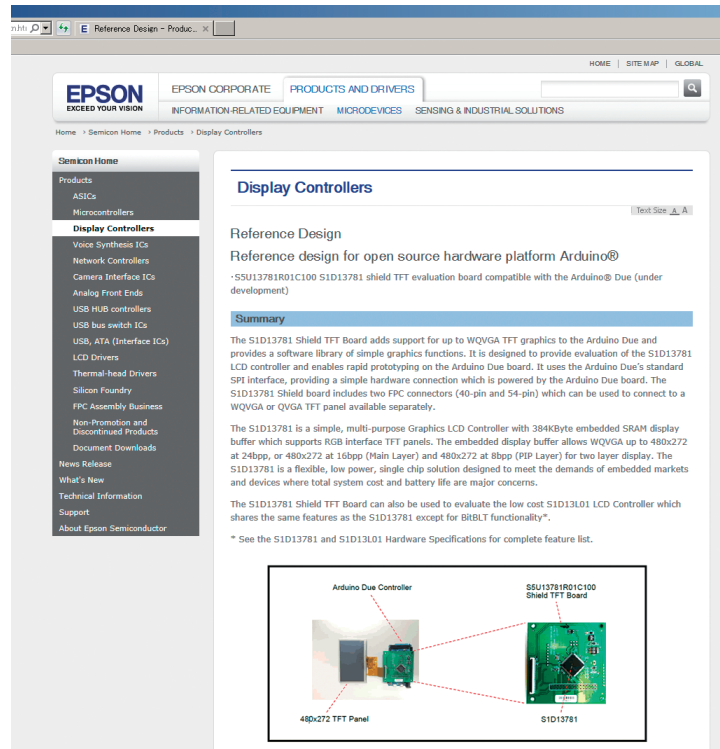 Reference Design - Produc...
HOME | SITE MAP | GLOBAL
EPSON
EXCEED YOUR VISION
EPSON CORPORATE PRODUCTS AND DRIVERS
INFORMATION-RELATED EQUIPMENT MICRODEVICES SENSING & INDUSTRIAL SOLUTIONS
Home › Semicon Home › Products › Display Controllers
Semicon Home
Products
ASICs
Microcontrollers
Display Controllers
Voice Synthesis ICs
Network Controllers
Camera Interface ICs
Analog Front Ends
USB HUB controllers
USB bus switch ICs
USB, ATA (Interface ICs)
LCD Drivers
Thermal-head Drivers
Silicon Foundry
FPC Assembly Business
Non-Promotion and
Discontinued Products
Document Downloads
News Release
What's New
Technical Information
Support
About Epson Semiconductor
Display Controllers
Text Size A A
Reference Design
Reference design for open source hardware platform Arduino®
·S5U13781R01C100 S1D13781 shield TFT evaluation board compatible with the Arduino® Due (under
development)
Summary
The S1D13781 Shield TFT Board adds support for up to WQVGA TFT graphics to the Arduino Due and
provides a software library of simple graphics functions. It is designed to provide evaluation of the S1D13781
LCD controller and enables rapid prototyping on the Arduino Due board. It uses the Arduino Due's standard
SPI interface, providing a simple hardware connection which is powered by the Arduino Due board. The
S1D13781 Shield board includes two FPC connectors (40-pin and 54-pin) which can be used to connect to a
WQVGA or QVGA TFT panel available separately.
The S1D13781 is a simple, multi-purpose Graphics LCD Controller with 384KByte embedded SRAM display
buffer which supports RGB interface TFT panels. The embedded display buffer allows WQVGA up to 480x272
at 24bpp, or 480x272 at 16bpp (Main Layer) and 480x272 at 8bpp (PIP Layer) for two layer display. The
S1D13781 is a flexible, low power, single chip solution designed to meet the demands of embedded markets
and devices where total system cost and battery life are major concerns.
The S1D13781 Shield TFT Board can also be used to evaluate the low cost S1D13L01 LCD Controller which
shares the same features as the S1D13781 except for BitBLT functionality*.
* See the S1D13781 and S1D13L01 Hardware Specifications for complete feature list.
Arduino Due Controller
S5U13781R01C100
Shield TFT Board
480x272 TFT Panel
S1D13781